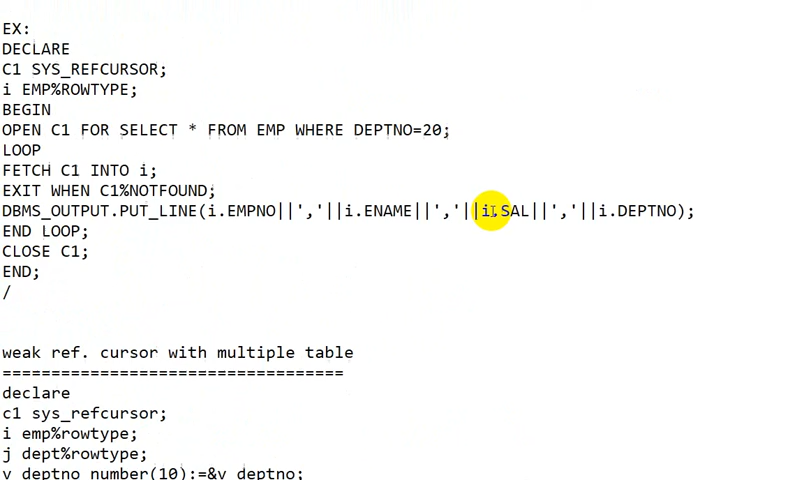 EX:
DECLARE
C1 SYS_REFCURSOR;
i EMP%ROWTYPE;
BEGIN
OPEN C1 FOR SELECT * FROM EMP WHERE DEPTNO=20;
LOOP
FETCH C1 INTO i;
EXIT WHEN C1%NOTFOUND;
DBMS_OUTPUT.PUT_LINE(i.EMPNO||','||i.ENAME||','||i.SAL||','||i.DEPTNO);
END LOOP;
CLOSE C1;
END;
/
weak ref. cursor with multiple table
===================================
declare
c1 sys_refcursor;
i emp%rowtype;
j dept%rowtype;
v_deptno number(10):=&v_deptno;